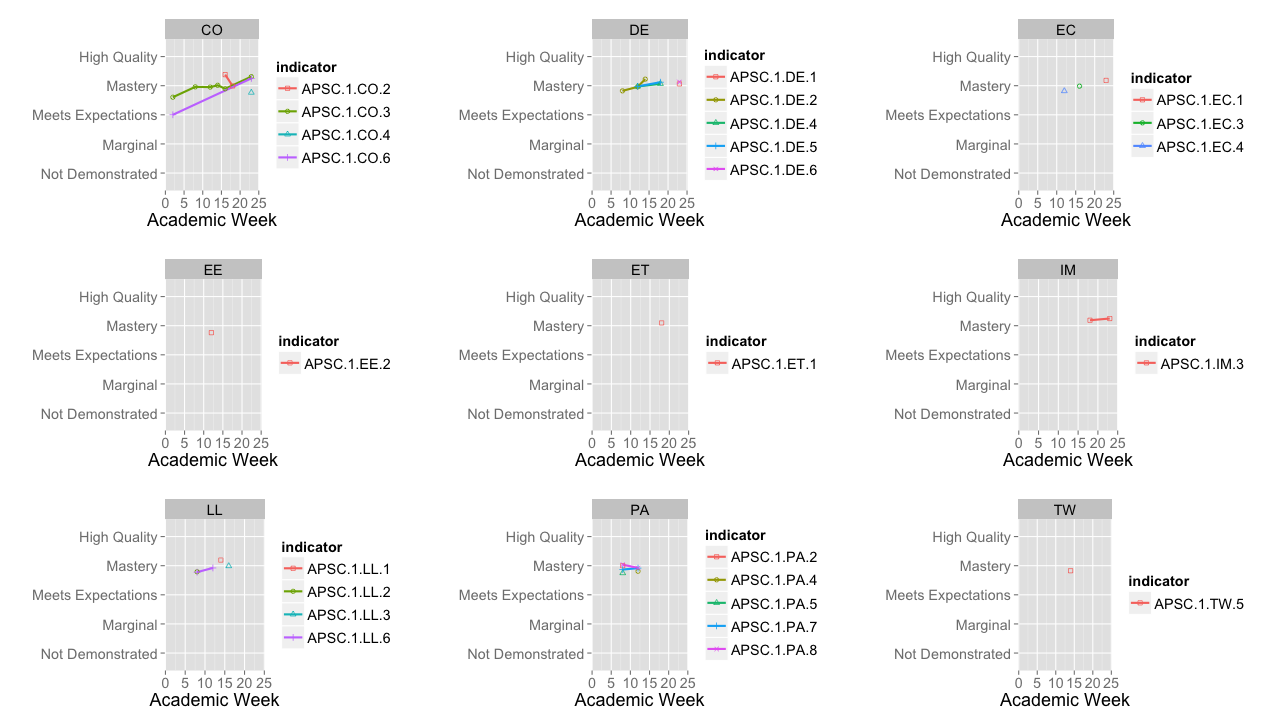 CO
High Quality
Mastery
Meets Expectations
Marginal
Not Demonstrated
0 5 10 15 20 25
Academic Week
indicator
APSC.1.CO.2
APSC.1.CO.3
APSC.1.CO.4
APSC.1.CO.6
DE
High Quality
Mastery
Meets Expectations
Marginal
Not Demonstrated
0 5 10 15 20 25
Academic Week
indicator
APSC.1.DE.1
APSC.1.DE.2
APSC.1.DE.4
APSC.1.DE.5
APSC.1.DE.6
EC
High Quality
Mastery
Meets Expectations
Marginal
Not Demonstrated
0 5 10 15 20 25
Academic Week
indicator
APSC.1.EC.1
APSC.1.EC.3
APSC.1.EC.4
EE
High Quality
Mastery
Meets Expectations
Marginal
Not Demonstrated
0 5 10 15 20 25
Academic Week
indicator
APSC.1.EE.2
ET
High Quality
Mastery
Meets Expectations
Marginal
Not Demonstrated
0 5 10 15 20 25
Academic Week
indicator
APSC.1.ET.1
IM
High Quality
Mastery
Meets Expectations
Marginal
Not Demonstrated
0 5 10 15 20 25
Academic Week
indicator
APSC.1.IM.3
LL
High Quality
Mastery
Meets Expectations
Marginal
Not Demonstrated
0 5 10 15 20 25
Academic Week
indicator
APSC.1.LL.1
APSC.1.LL.2
APSC.1.LL.3
APSC.1.LL.6
PA
High Quality
Mastery
Meets Expectations
Marginal
Not Demonstrated
0 5 10 15 20 25
Academic Week
indicator
APSC.1.PA.2
APSC.1.PA.4
APSC.1.PA.5
APSC.1.PA.7
APSC.1.PA.8
TW
High Quality
Mastery
Meets Expectations
Marginal
Not Demonstrated
0 5 10 15 20 25
Academic Week
indicator
APSC.1.TW.5